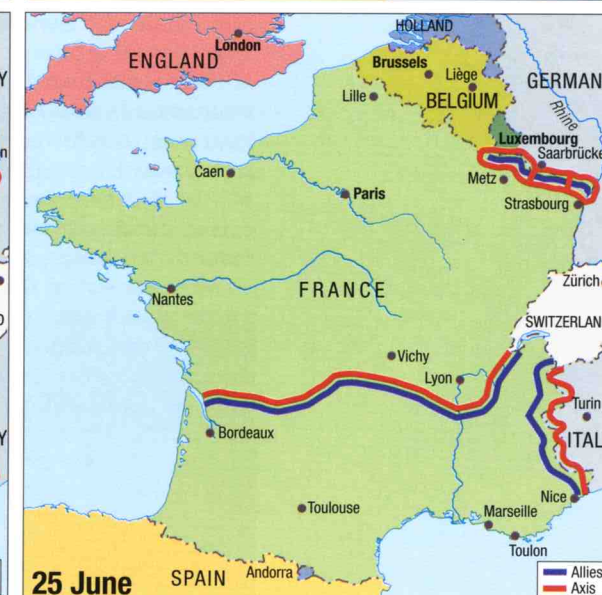 HOLLAND
London
ENGLAND
Brussels
Liège
GERMAN
Lille
BELGIUM
Rhine
Luxembourg
Saarbrücke
Caen
Metz
Paris
Strasbourg
Zürich
Nantes
FRANCE
SWITZERLAN
Vichy
Lyon
Turin
Bordeaux
ITAL
Nice
Toulouse
Marseille
Toulon
Andorra
SPAIN
25 June
Allies
Axis